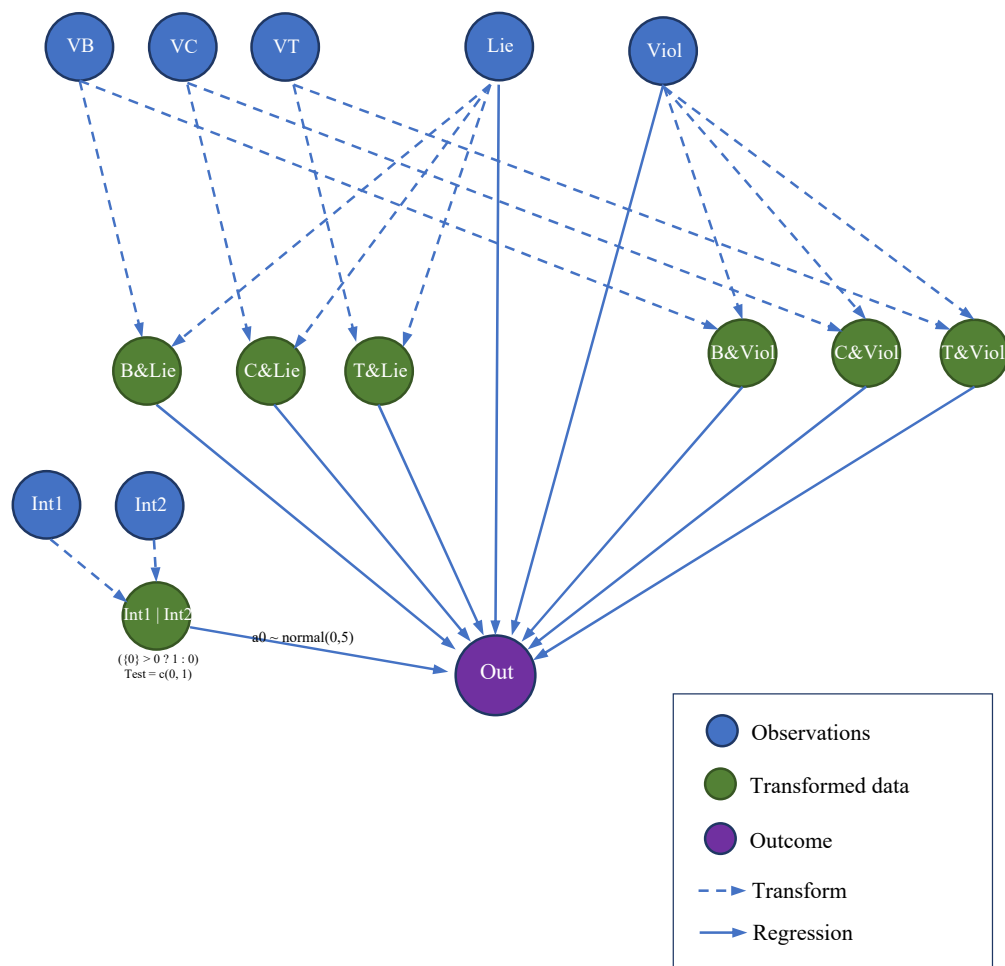 VB
VC
VT
Lie
Viol
B&Lie
C&Lie
T&Lie
B&Viol
C&Viol
T&Viol
Int1
Int2
Int1 | Int2
({0} > 0 ? 1 : 0)
Test = c(0, 1)
a0 ~ normal(0,5)
Out
Observations
Transformed data
Outcome
Transform
Regression